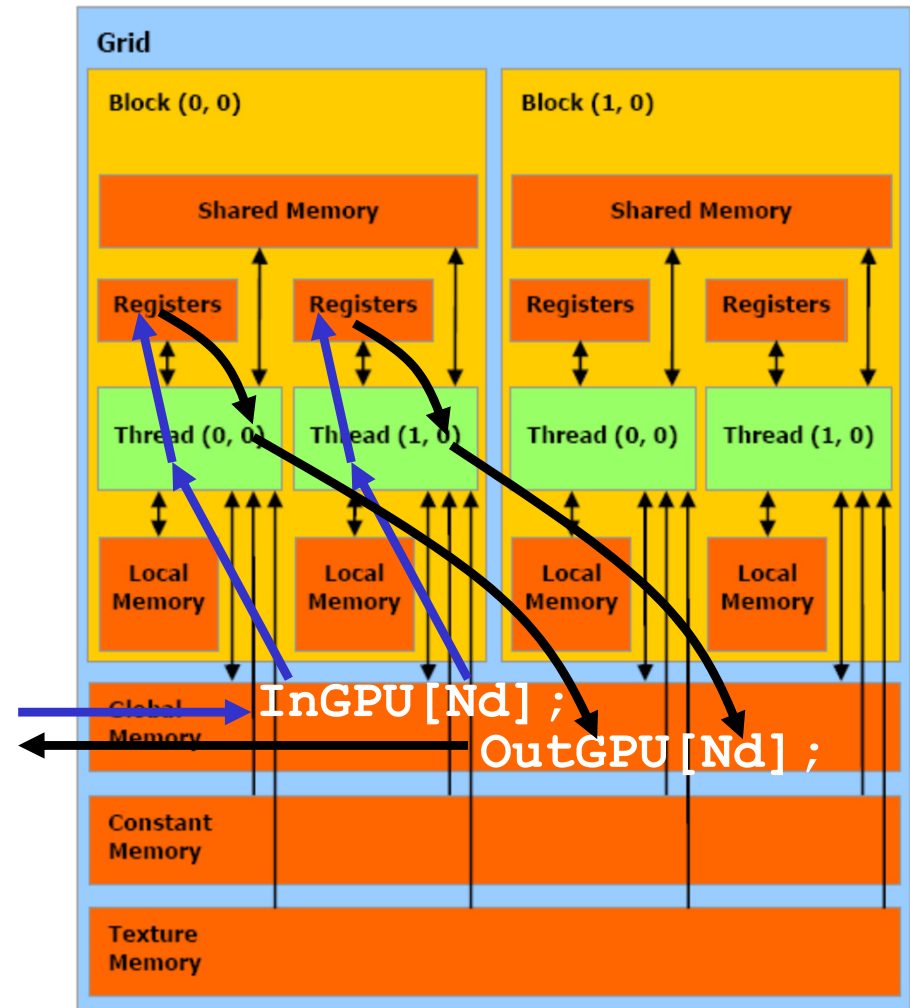 Grid
Block (0, 0)
Block (1, 0)
Shared Memory
Shared Memory
Registers
Registers
Registers
Registers
Thread (0, 0)
Thread (1, 0)
Thread (0, 0)
Thread (1, 0)
Local
Memory
Local
Memory
Local
Memory
Local
Memory
Global
Memory
InGPU[Nd];
OutGPU[Nd];
Constant
Memory
Texture
Memory